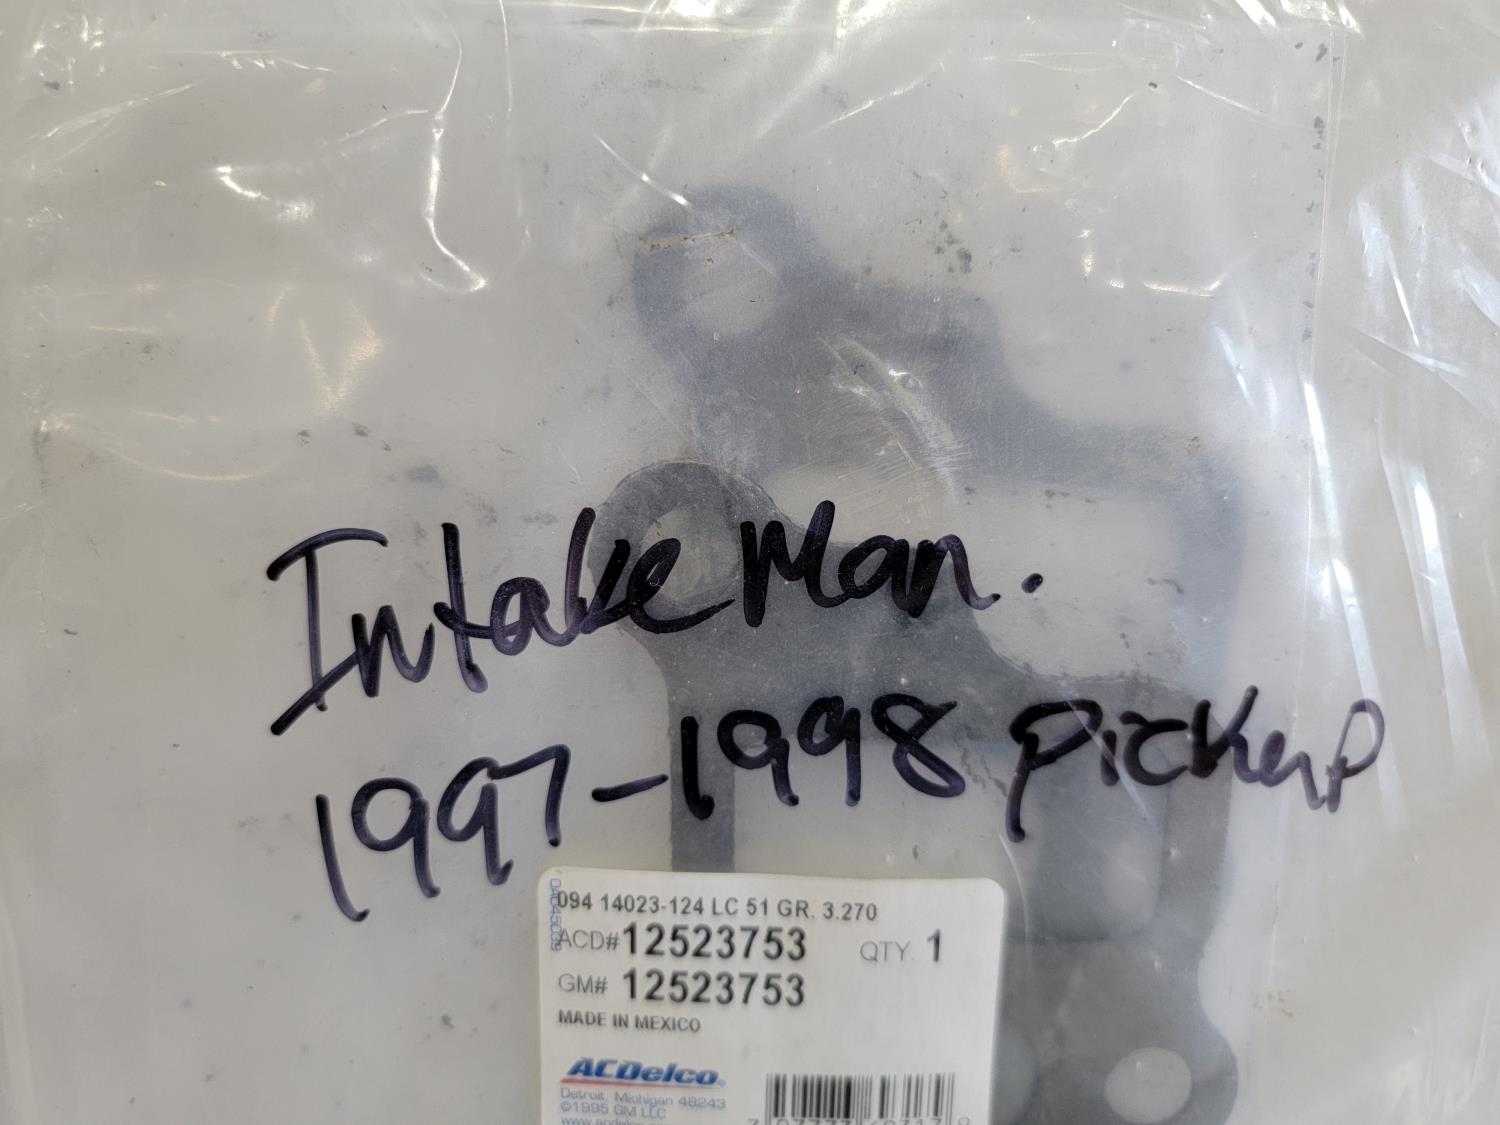 Intake Man.
1997-1998 Pickup
094 14023-124 LC 51 GR. 3.270
ACD# 12523753 QTY. 1
GM# 12523753
MADE IN MEXICO
ACDelco
Detroit, Michigan 48243
©1995 GM LLC